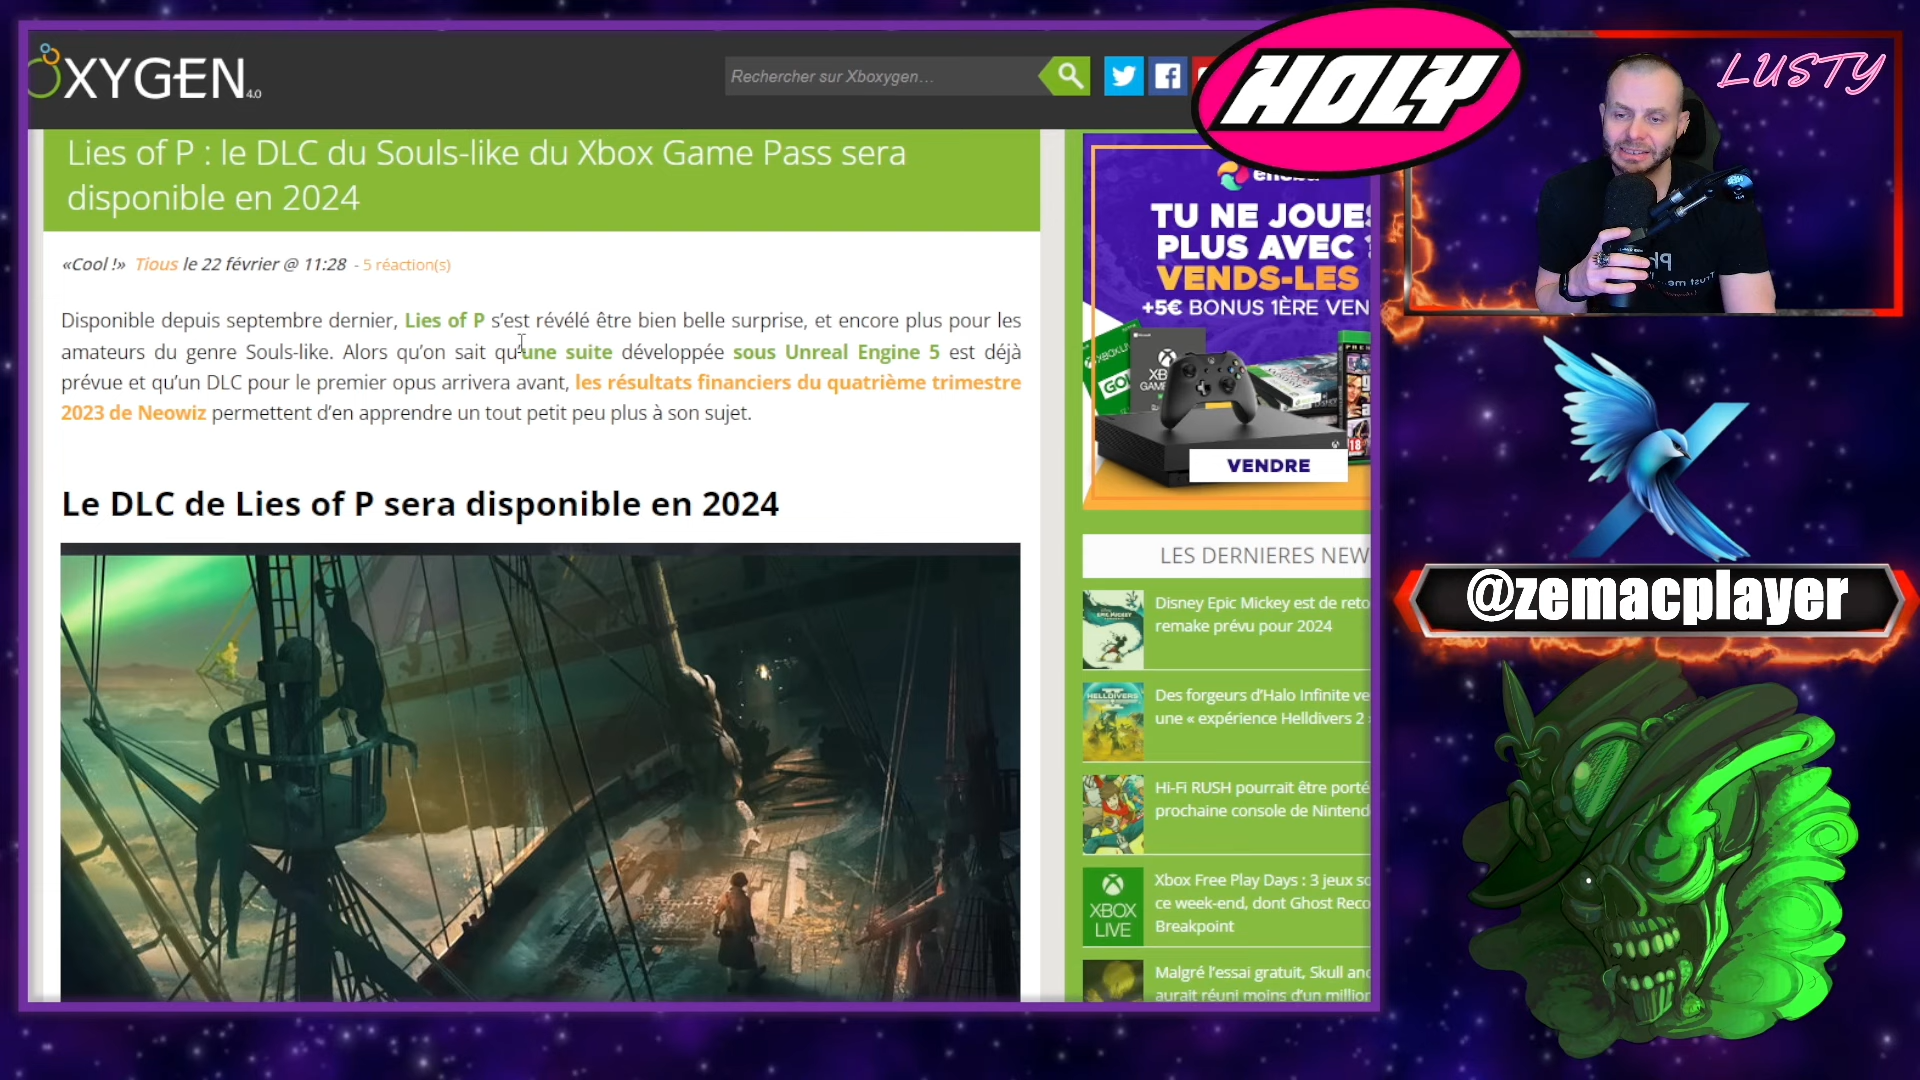 XYGEN 4.0
Rechercher sur Xboxygen...
HOLY
LUSTY
Lies of P : le DLC du Souls-like du Xbox Game Pass sera
disponible en 2024
«Cool !» Tious le 22 février @ 11:28 - 5 réaction(s)
Disponible depuis septembre dernier, Lies of P s’est révélé être bien belle surprise, et encore plus pour les
amateurs du genre Souls-like. Alors qu’on sait qu’une suite développée sous Unreal Engine 5 est déjà
prévue et qu’un DLC pour le premier opus arrivera avant, les résultats financiers du quatrième trimestre
2023 de Neowiz permettent d’en apprendre un tout petit peu plus à son sujet.
Le DLC de Lies of P sera disponible en 2024
TU NE JOUES
PLUS AVEC ?
VENDS-LES
+5€ BONUS 1ÈRE VEN
VENDRE
LES DERNIERES NEW
Disney Epic Mickey est de reto
remake prévu pour 2024
HELLDIVERS
Des forgeurs d’Halo Infinite ve
une « expérience Helldivers 2 »
Hi-Fi RUSH pourrait être porté
prochaine console de Nintend
XBOX
LIVE
Xbox Free Play Days : 3 jeux so
ce week-end, dont Ghost Reco
Breakpoint
Malgré l’essai gratuit, Skull and
aurait réuni moins d’un million
@zemacplayer